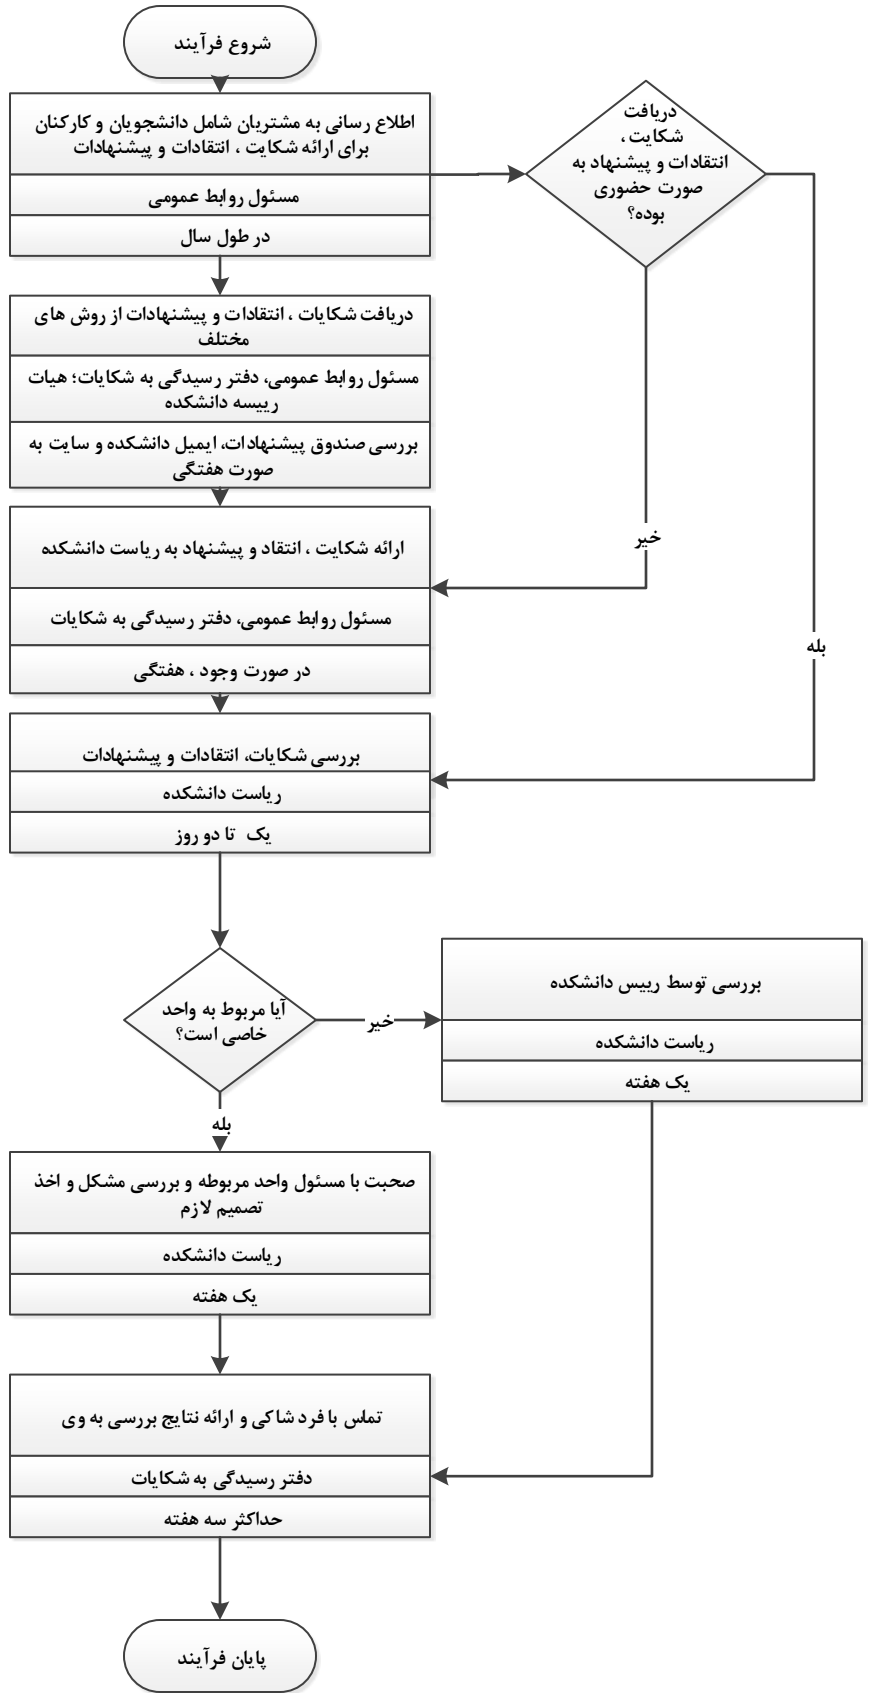 شروع فرآیند
اطلاع رسانی به مشتریان شامل دانشجویان و کارکنان
برای ارائه شکایت ، انتقادات و پیشنهادات
مسئول روابط عمومی
در طول سال
دریافت
شکایت ،
انتقادات و پیشنهاد به
صورت حضوری
بوده؟
دریافت شکایات ، انتقادات و پیشنهادات از روش های
مختلف
مسئول روابط عمومی، دفتر رسیدگی به شکایات؛ هیات
رییسه دانشکده
بررسی صندوق پیشنهادات، ایمیل دانشکده و سایت به
صورت هفتگی
خیر
ارائه شکایت ، انتقاد و پیشنهاد به ریاست دانشکده
مسئول روابط عمومی، دفتر رسیدگی به شکایات
در صورت وجود ، هفتگی
بله
بررسی شکایات، انتقادات و پیشنهادات
ریاست دانشکده
یک تا دو روز
آیا مربوط به واحد
خاصی است؟
خیر
بررسی توسط رییس دانشکده
ریاست دانشکده
یک هفته
بله
صحبت با مسئول واحد مربوطه و بررسی مشکل و اخذ
تصمیم لازم
ریاست دانشکده
یک هفته
تماس با فرد شاکی و ارائه نتایج بررسی به وی
دفتر رسیدگی به شکایات
حداکثر سه هفته
پایان فرآیند